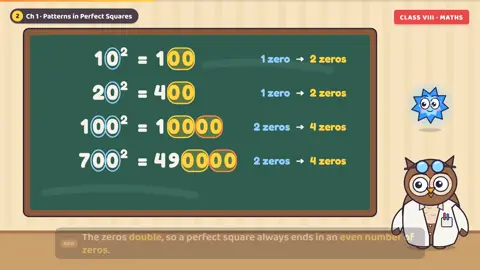 2 Ch 1 · Patterns in Perfect Squares
CLASS VIII · MATHS
10² = 100 1 zero → 2 zeros
20² = 400 1 zero → 2 zeros
100² = 10000 2 zeros → 4 zeros
700² = 490000 2 zeros → 4 zeros
The zeros double, so a perfect square always ends in an even number of
zeros.